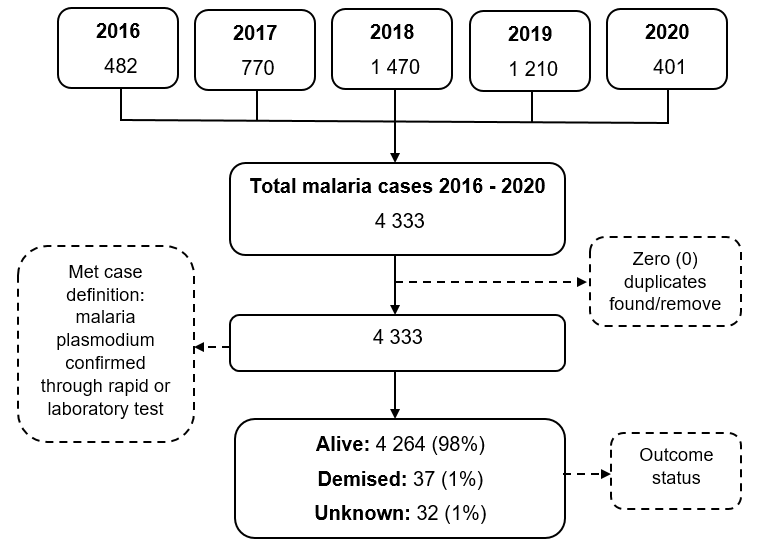 2016
482
2017
770
2018
1 470
2019
1 210
2020
401
Total malaria cases 2016 - 2020
4 333
Zero (0)
duplicates
found/remove
Met case
definition:
malaria
plasmodium
confirmed
through rapid or
laboratory test
4 333
Alive: 4 264 (98%)
Demised: 37 (1%)
Unknown: 32 (1%)
Outcome
status